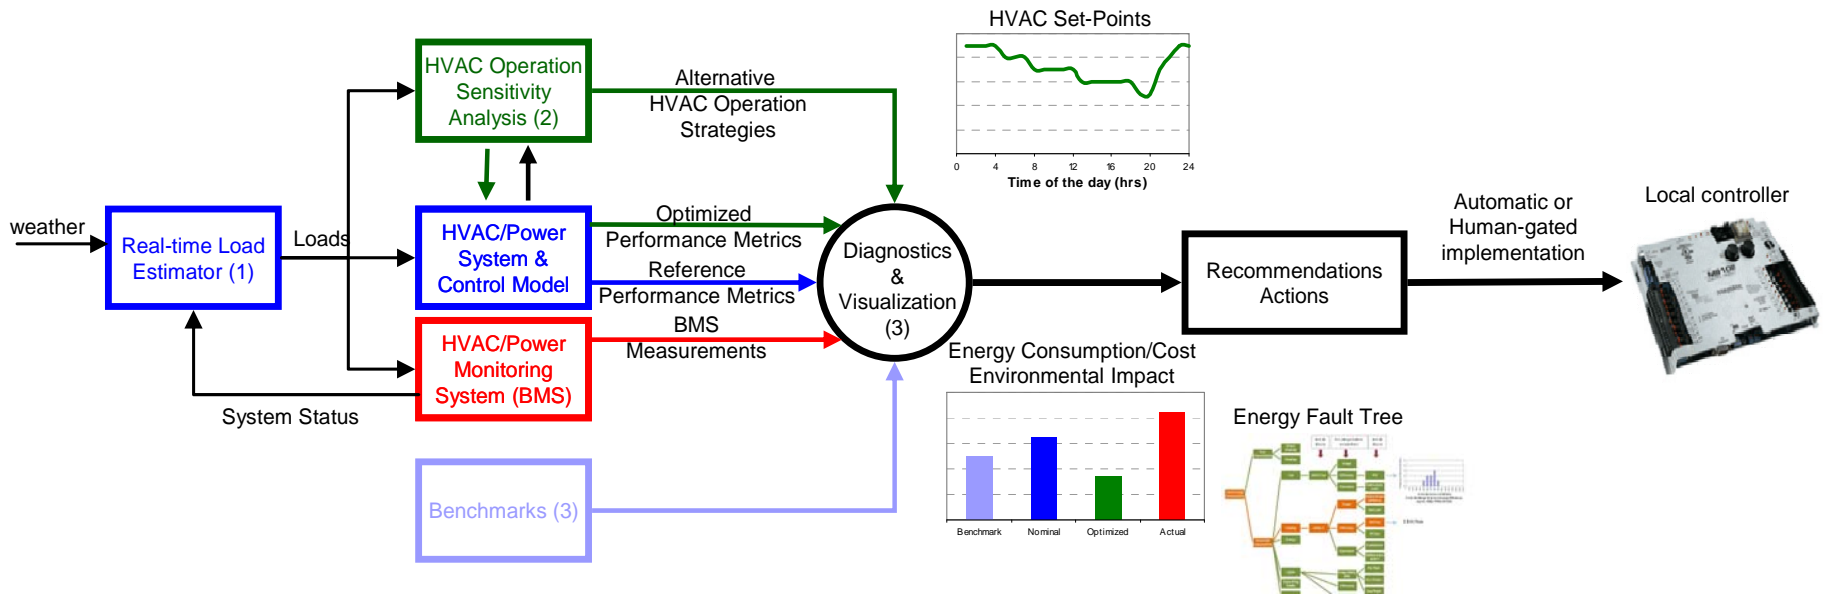 HVAC Set-Points
HVAC Operation
Sensitivity
Analysis (2)
Alternative
HVAC Operation
Strategies
0 4 8 12 16 20 24
Time of the day (hrs)
weather
Real-time Load
Estimator (1)
Loads
HVAC/Power
System &
Control Model
Optimized
Performance Metrics
Reference
Performance Metrics
Diagnostics
&
Visualization
(3)
Recommendations
Actions
Automatic or
Human-gated
implementation
Local controller
HVAC/Power
Monitoring
System (BMS)
BMS
Measurements
System Status
Benchmarks (3)
Energy Consumption/Cost
Environmental Impact
Benchmark Nominal Optimized Actual
Energy Fault Tree